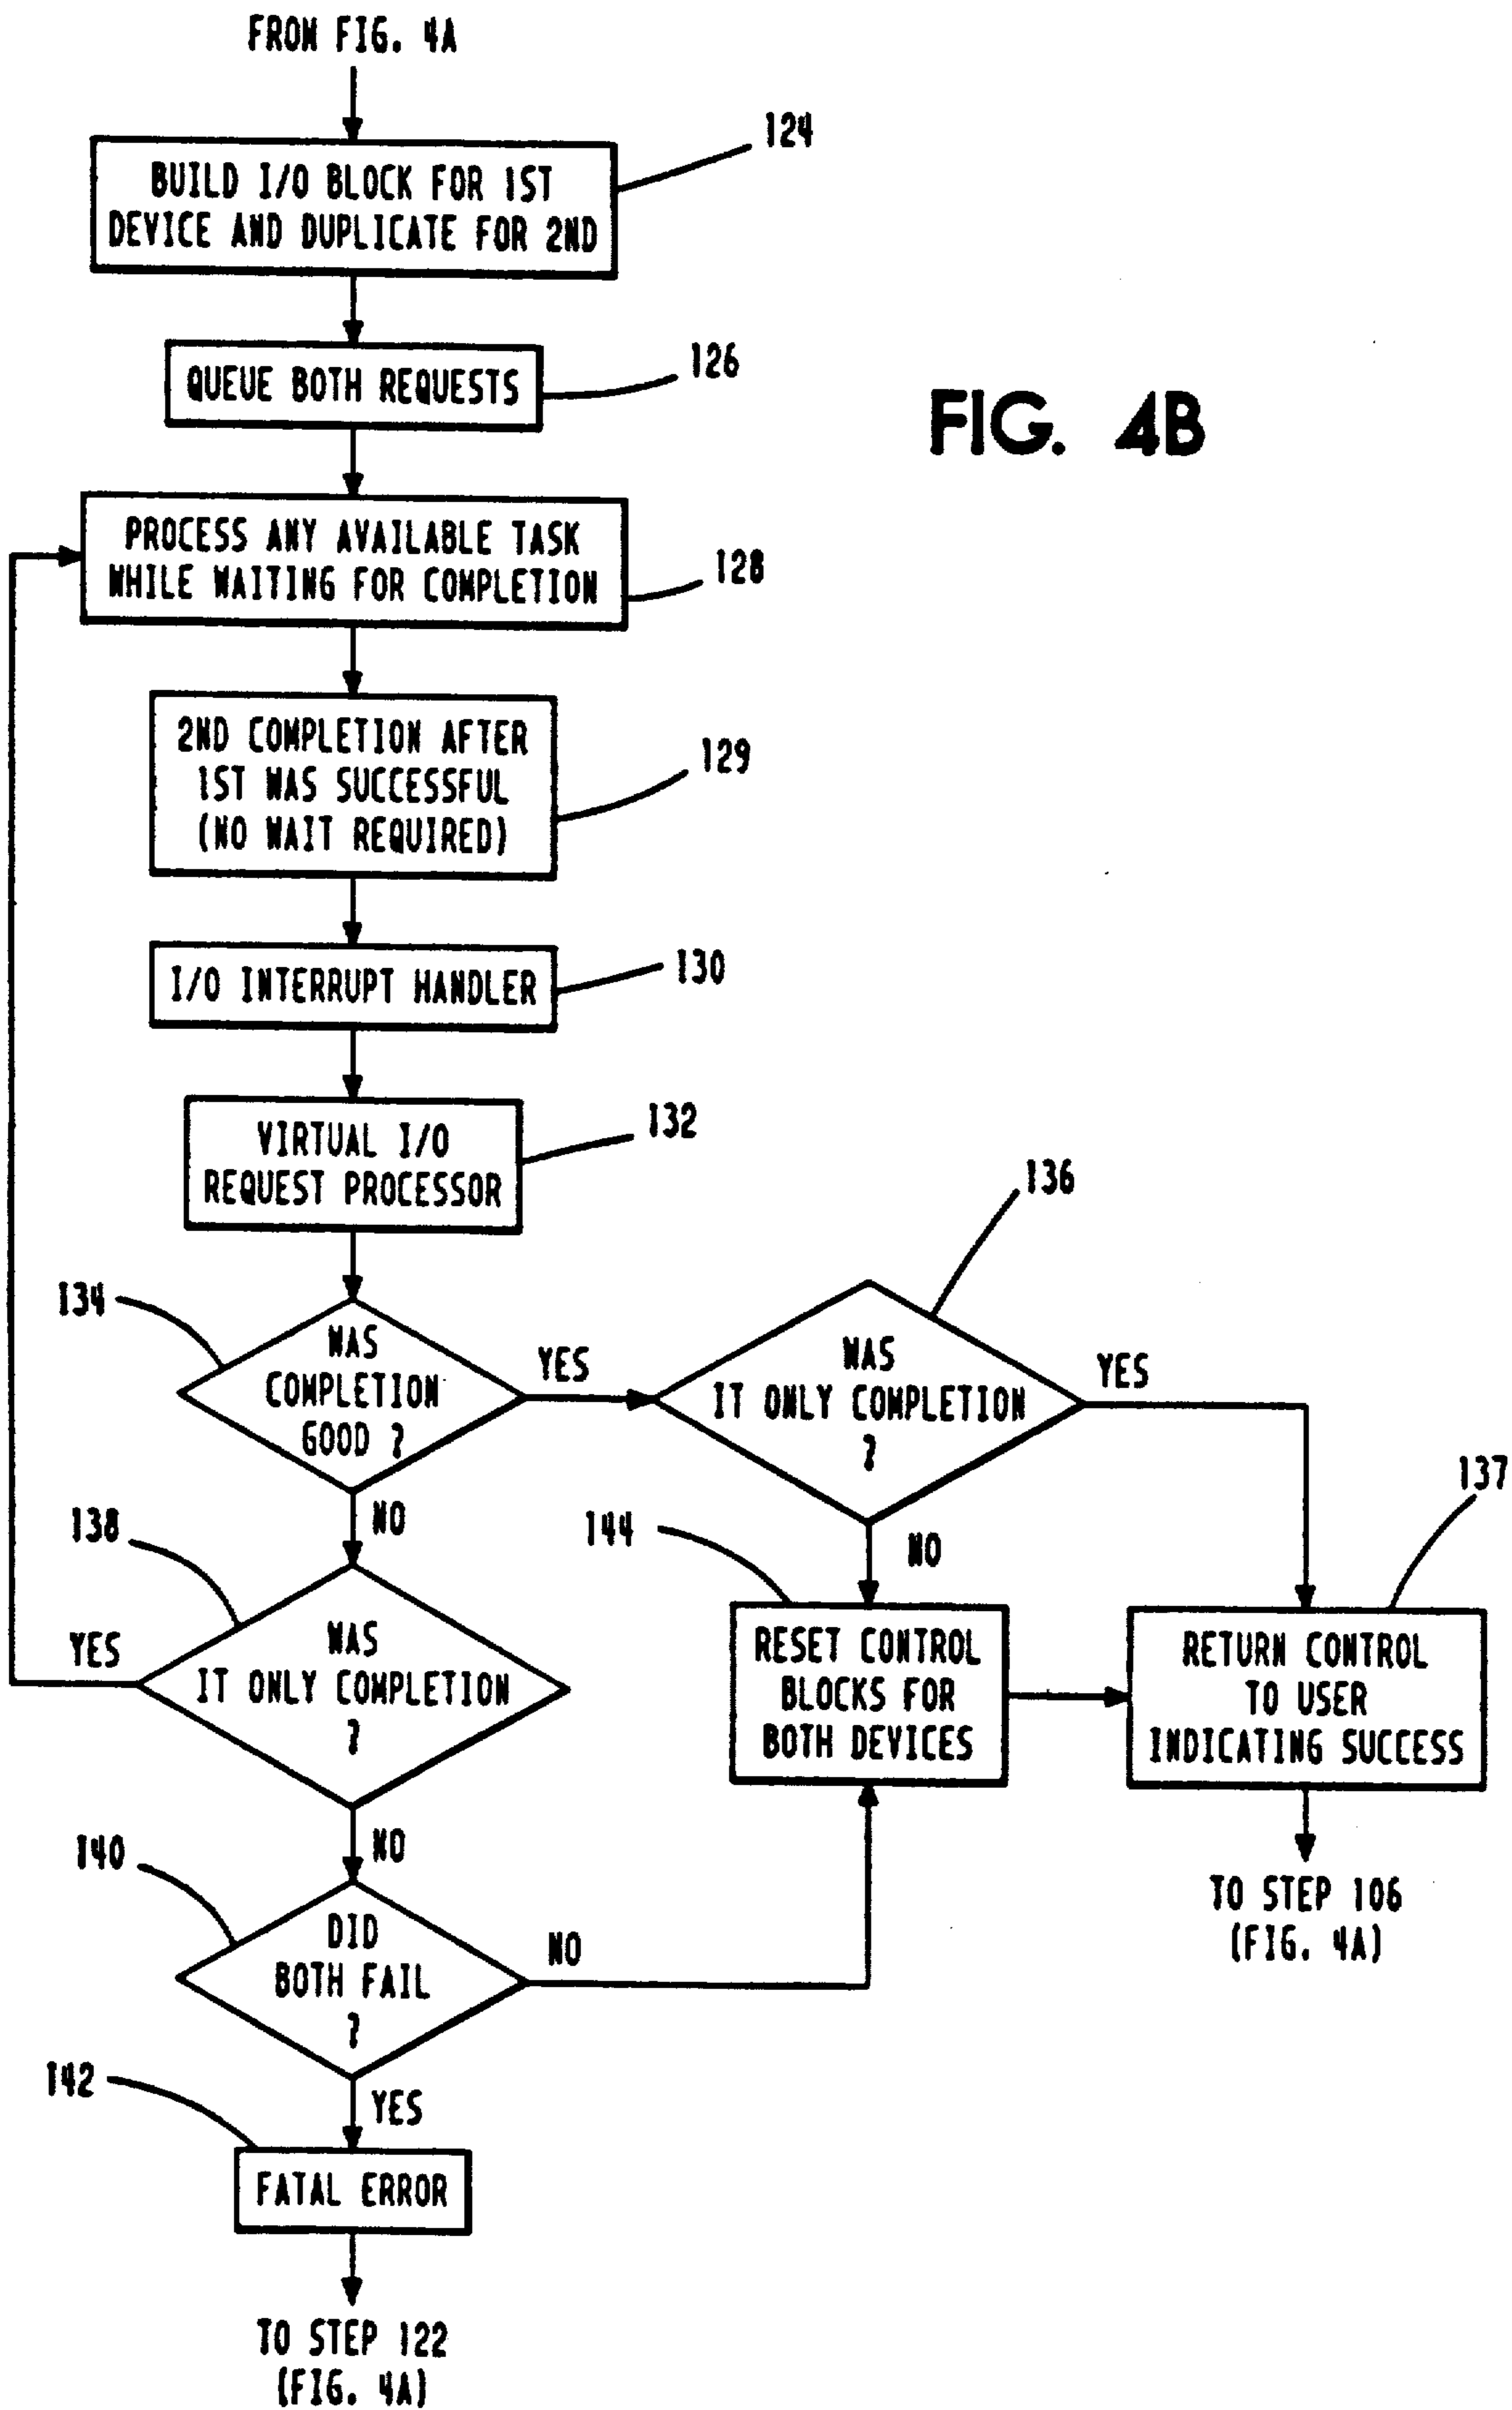 FROM FIG. 4A
124
BUILD I/O BLOCK FOR 1ST
DEVICE AND DUPLICATE FOR 2ND
126
QUEUE BOTH REQUESTS
FIG. 4B
PROCESS ANY AVAILABLE TASK
WHILE WAITING FOR COMPLETION
128
2ND COMPLETION AFTER
1ST WAS SUCCESSFUL
(NO WAIT REQUIRED)
129
I/O INTERRUPT HANDLER
130
VIRTUAL I/O
REQUEST PROCESSOR
132
134
WAS
COMPLETION
GOOD ?
YES
136
WAS
IT ONLY COMPLETION
?
YES
NO
NO
137
138
WAS
IT ONLY COMPLETION
?
YES
NO
144
RESET CONTROL
BLOCKS FOR
BOTH DEVICES
RETURN CONTROL
TO USER
INDICATING SUCCESS
TO STEP 106
(FIG. 4A)
140
DID
BOTH FAIL
?
NO
YES
142
FATAL ERROR
TO STEP 122
(FIG. 4A)